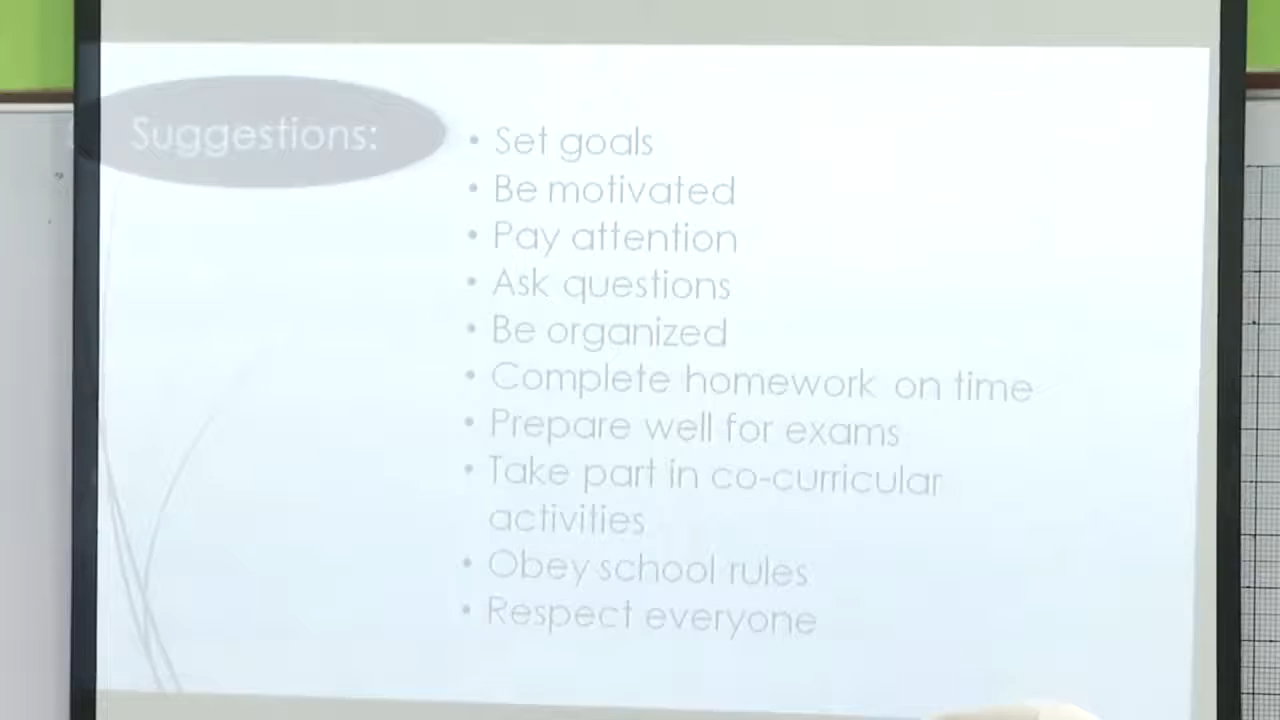 Suggestions:
• Set goals
• Be motivated
• Pay attention
• Ask questions
• Be organized
• Complete homework on time
• Prepare well for exams
• Take part in co-curricular
activities
• Obey school rules
• Respect everyone